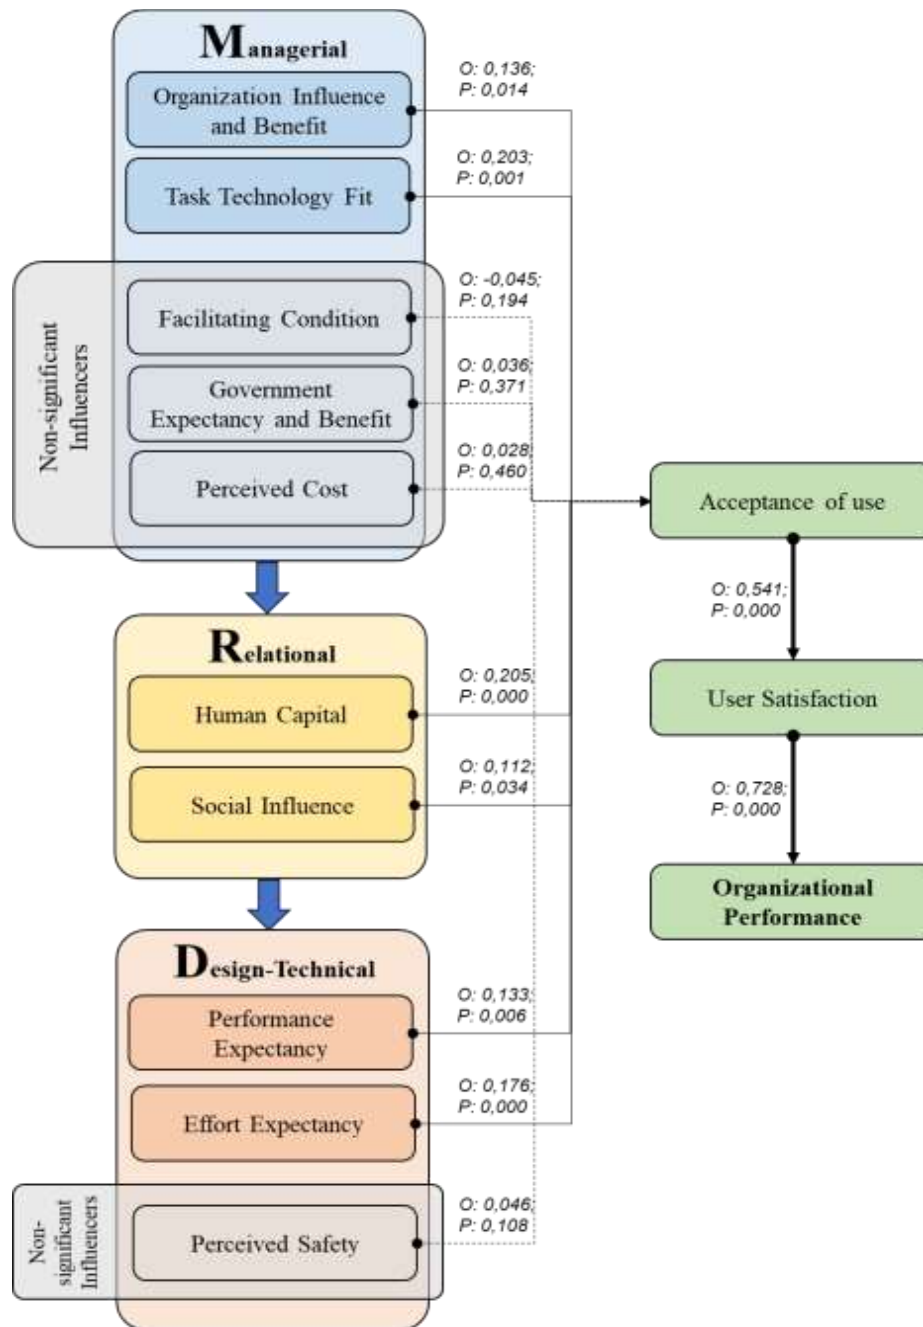 Managerial
Organization Influence
and Benefit
O: 0,136;
P: 0,014
Task Technology Fit
O: 0,203;
P: 0,001
Non-significant
Influencers
Facilitating Condition
O: -0,045;
P: 0,194
Government
Expectancy and Benefit
O: 0,036;
P: 0,371
Perceived Cost
O: 0,028;
P: 0,460
Relational
Human Capital
O: 0,205;
P: 0,000
Social Influence
O: 0,112;
P: 0,034
Design-Technical
Performance
Expectancy
O: 0,133;
P: 0,006
Effort Expectancy
O: 0,176;
P: 0,000
Non-
significant
Influencers
Perceived Safety
O: 0,046;
P: 0,108
Acceptance of use
O: 0,541;
P: 0,000
User Satisfaction
O: 0,728;
P: 0,000
Organizational
Performance